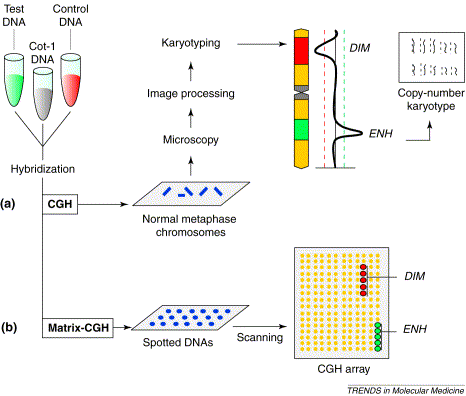 Test
DNA
Control
DNA
Cot-1
DNA
Hybridization
Karyotyping
Image processing
Microscopy
DIM
ENH
Copy-number
karyotype
(a)
CGH
Normal metaphase
chromosomes
(b)
Matrix-CGH
Spotted DNAs
Scanning
DIM
ENH
CGH array
TRENDS in Molecular Medicine